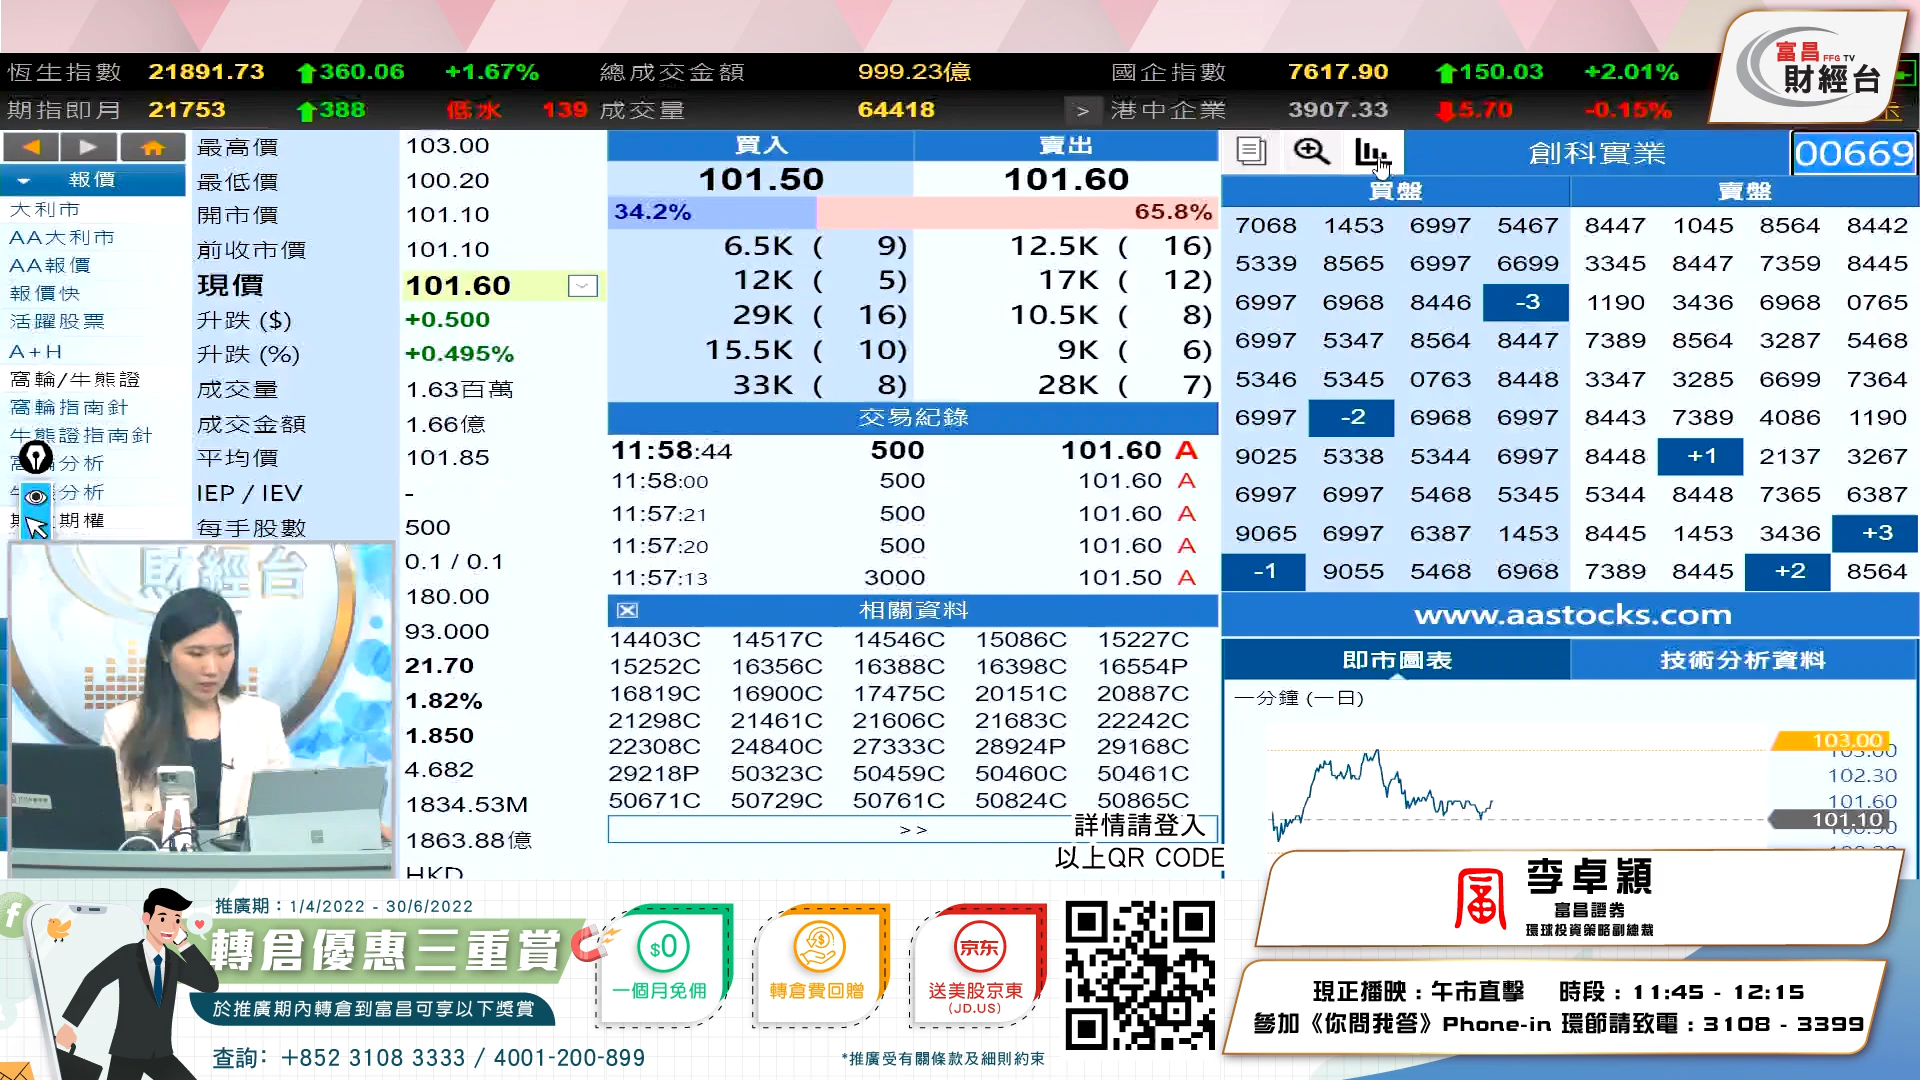 恆生指數 21891.73 360.06 +1.67% 總成交金額 999.23億 國企指數 7617.90 150.03 +2.01%
期指即月 21753 388 低水 139 成交量 64418 > 港中企業 3907.33 5.70 -0.15%
富昌 FFG TV
財經台
報價
大利市
AA大利市
AA報價
報價快
活躍股票
A+H
窩輪/牛熊證
窩輪指南針
牛熊證指南針
分析
分析
期權
最高價 103.00
最低價 100.20
開市價 101.10
前收市價 101.10
現價 101.60
升跌 ($) +0.500
升跌 (%) +0.495%
成交量 1.63百萬
成交金額 1.66億
平均價 101.85
IEP / IEV -
每手股數 500
0.1 / 0.1
180.00
93.000
21.70
1.82%
1.850
4.682
1834.53M
1863.88億
HKD
買入 賣出
101.50 101.60
34.2% 65.8%
6.5K ( 9) 12.5K ( 16)
12K ( 5) 17K ( 12)
29K ( 16) 10.5K ( 8)
15.5K ( 10) 9K ( 6)
33K ( 8) 28K ( 7)
交易紀錄
11:58:44 500 101.60 A
11:58:00 500 101.60 A
11:57:21 500 101.60 A
11:57:20 500 101.60 A
11:57:13 3000 101.50 A
相關資料
14403C 14517C 14546C 15086C 15227C
15252C 16356C 16388C 16398C 16554P
16819C 16900C 17475C 20151C 20887C
21298C 21461C 21606C 21683C 22242C
22308C 24840C 27333C 28924P 29168C
29218P 50323C 50459C 50460C 50461C
50671C 50729C 50761C 50824C 50865C
>>
詳情請登入
以上QR CODE
創科實業 00669
買盤 賣盤
7068 1453 6997 5467 8447 1045 8564 8442
5339 8565 6997 6699 3345 8447 7359 8445
6997 6968 8446 -3 1190 3436 6968 0765
6997 5347 8564 8447 7389 8564 3287 5468
5346 5345 0763 8448 3347 3285 6699 7364
6997 -2 6968 6997 8443 7389 4086 1190
9025 5338 5344 6997 8448 +1 2137 3267
6997 6997 5468 5345 5344 8448 7365 6387
9065 6997 6387 1453 8445 1453 3436 +3
-1 9055 5468 6968 7389 8445 +2 8564
www.aastocks.com
即市圖表 技術分析資料
一分鐘 (一日)
103.00
102.30
101.60
101.10
財經台
推廣期：1/4/2022 - 30/6/2022
轉倉優惠三重賞
於推廣期內轉倉到富昌可享以下獎賞
查詢： +852 3108 3333 / 4001-200-899
$0
一個月免佣
轉倉費回贈
京东
送美股京東
(JD.US)
*推廣受有關條款及細則約束
李卓穎
富昌證券
環球投資策略副總裁
現正播映：午市直擊 時段：11:45 - 12:15
參加《你問我答》Phone-in 環節請致電：3108 - 3399